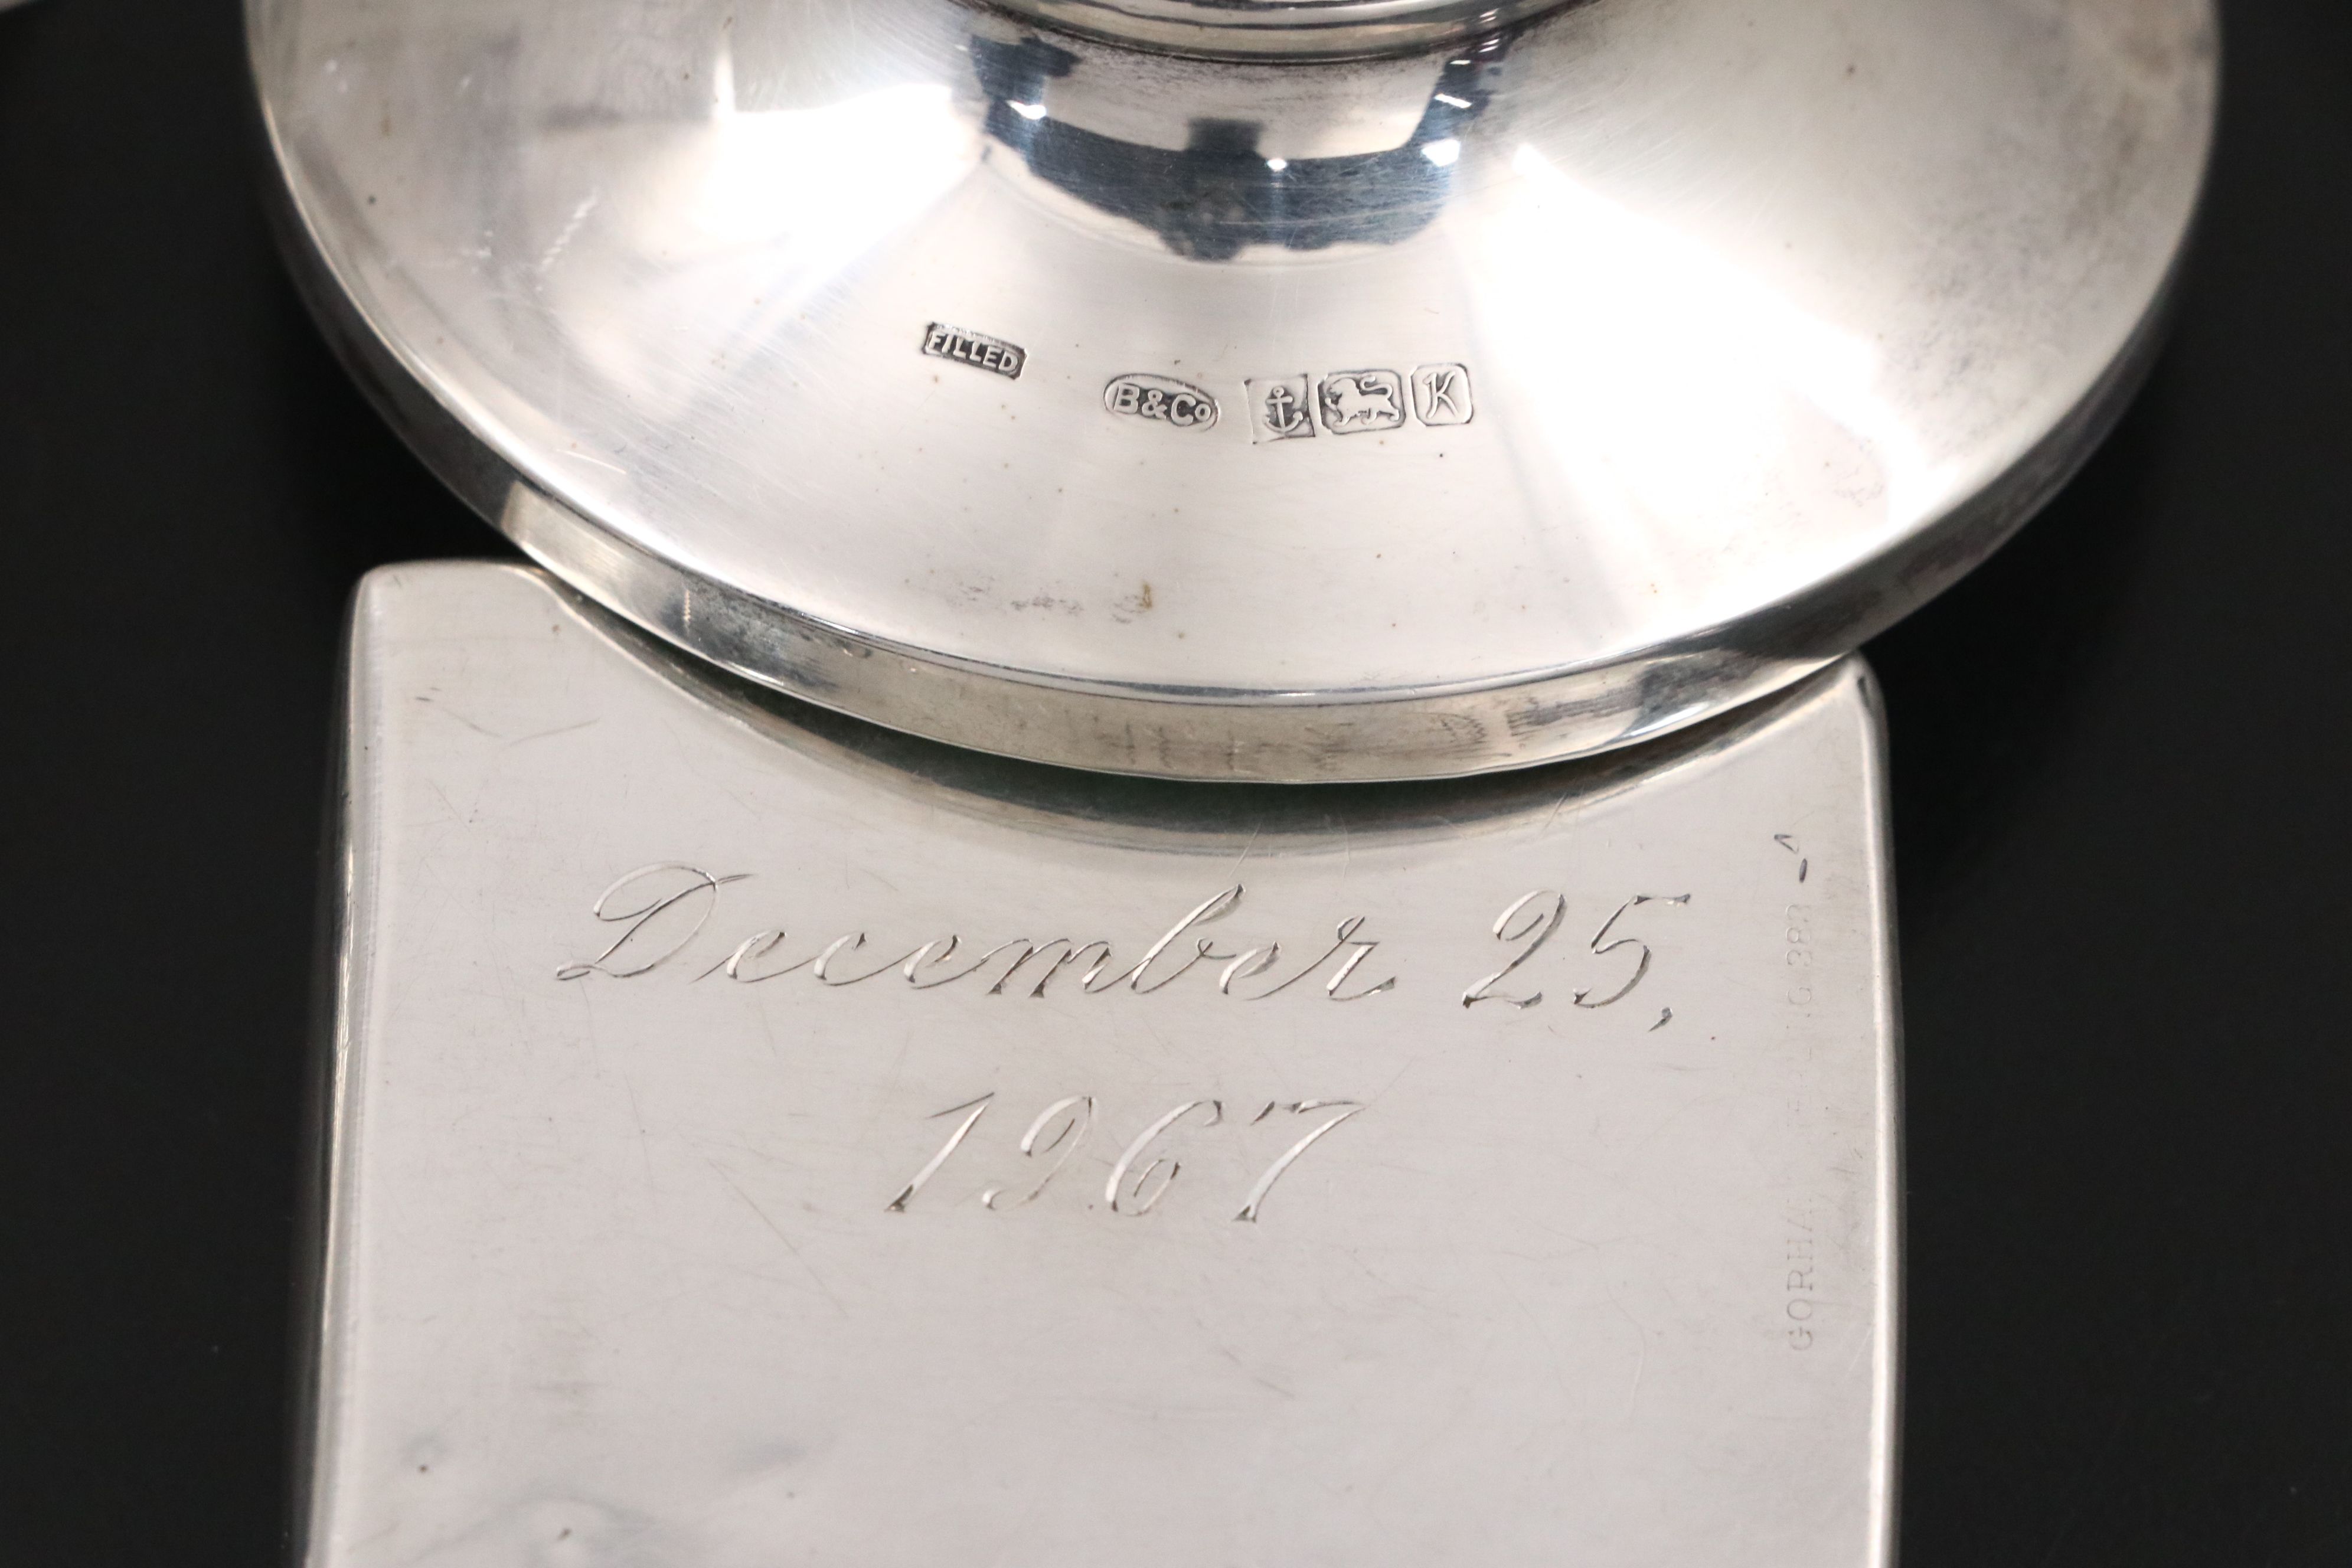 FILLED
B&Co K
December 25,
1967
GORHAM